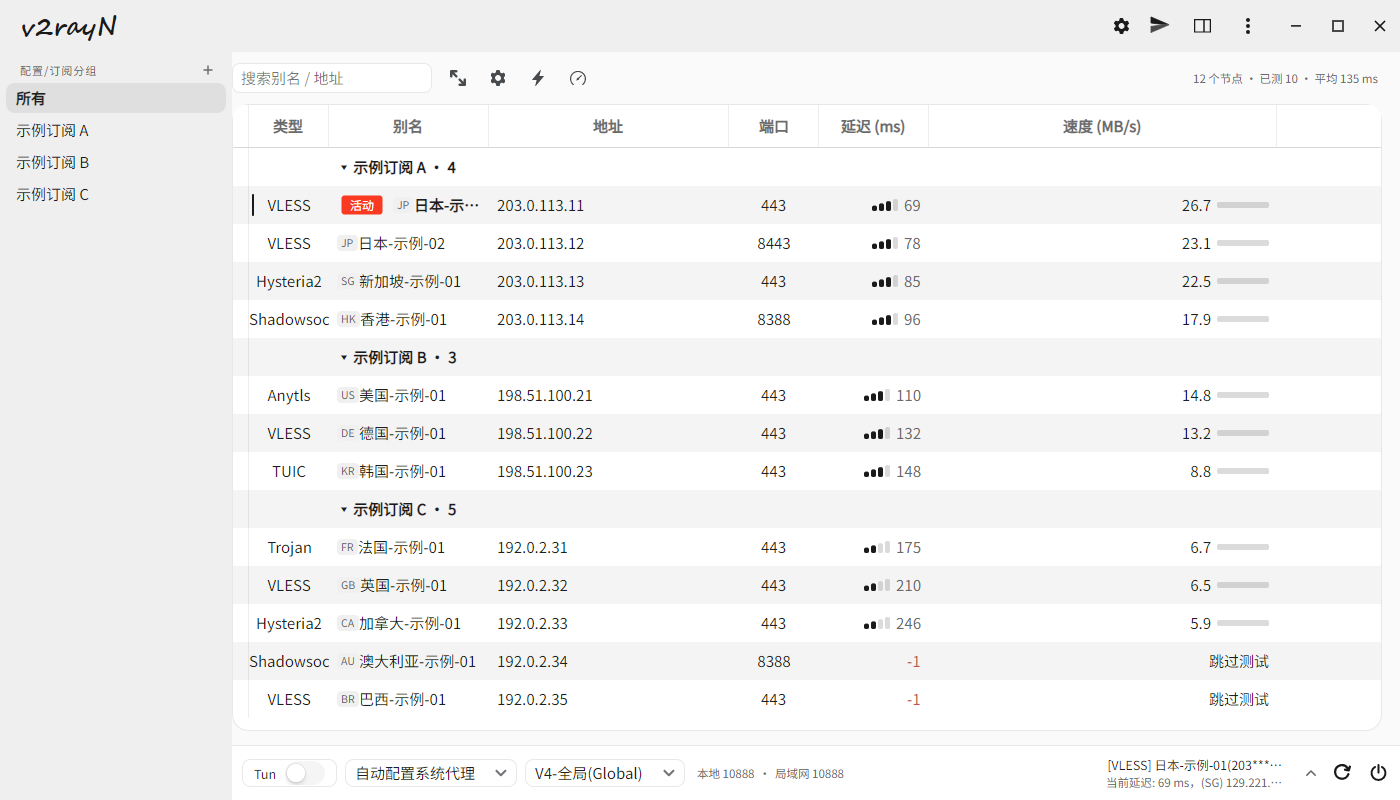 v2rayN
配置/订阅分组
所有
示例订阅 A
示例订阅 B
示例订阅 C
搜索别名 / 地址
12 个节点 • 已测 10 • 平均 135 ms
类型 别名 地址 端口 延迟 (ms) 速度 (MB/s)
示例订阅 A • 4
VLESS 活动 JP 日本-示… 203.0.113.11 443 69 26.7
VLESS JP 日本-示例-02 203.0.113.12 8443 78 23.1
Hysteria2 SG 新加坡-示例-01 203.0.113.13 443 85 22.5
Shadowsoc HK 香港-示例-01 203.0.113.14 8388 96 17.9
示例订阅 B • 3
Anytls US 美国-示例-01 198.51.100.21 443 110 14.8
VLESS DE 德国-示例-01 198.51.100.22 443 132 13.2
TUIC KR 韩国-示例-01 198.51.100.23 443 148 8.8
示例订阅 C • 5
Trojan FR 法国-示例-01 192.0.2.31 443 175 6.7
VLESS GB 英国-示例-01 192.0.2.32 443 210 6.5
Hysteria2 CA 加拿大-示例-01 192.0.2.33 443 246 5.9
Shadowsoc AU 澳大利亚-示例-01 192.0.2.34 8388 -1 跳过测试
VLESS BR 巴西-示例-01 192.0.2.35 443 -1 跳过测试
Tun 自动配置系统代理 V4-全局(Global) 本地 10888 • 局域网 10888
[VLESS] 日本-示例-01(203***…
当前延迟: 69 ms，(SG) 129.221.…